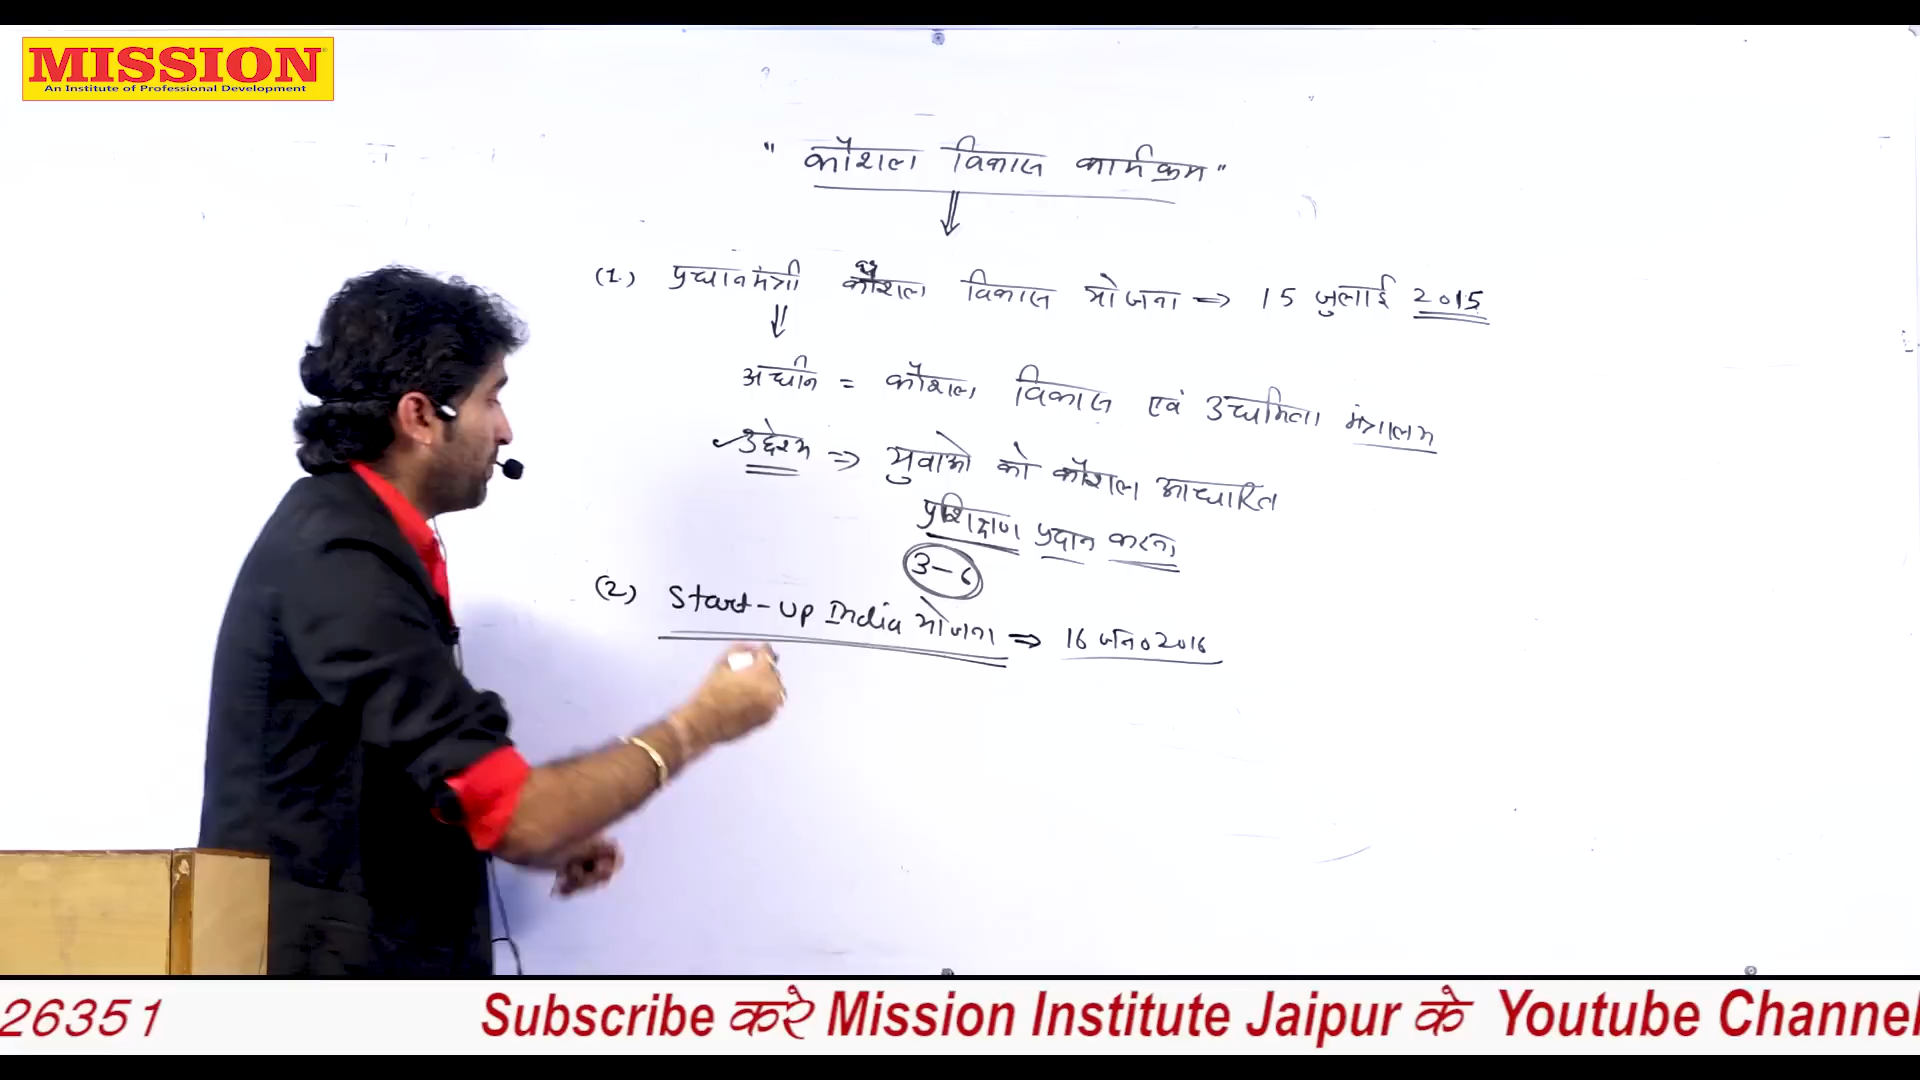 MISSION
An Institute of Professional Development
" कौशल विकास कार्यक्रम "
(1.) प्रधानमंत्री कौशल विकास योजना ⇒ 15 जुलाई 2015
अधीन = कौशल विकास एवं उद्यमिता मंत्रालय
उद्देश्य ⇒ युवाओं को कौशल आधारित
प्रशिक्षण प्रदान करना
3-6
(2) Start-up India योजना ⇒ 16 जन० 2016
26351 Subscribe करे Mission Institute Jaipur के Youtube Channel